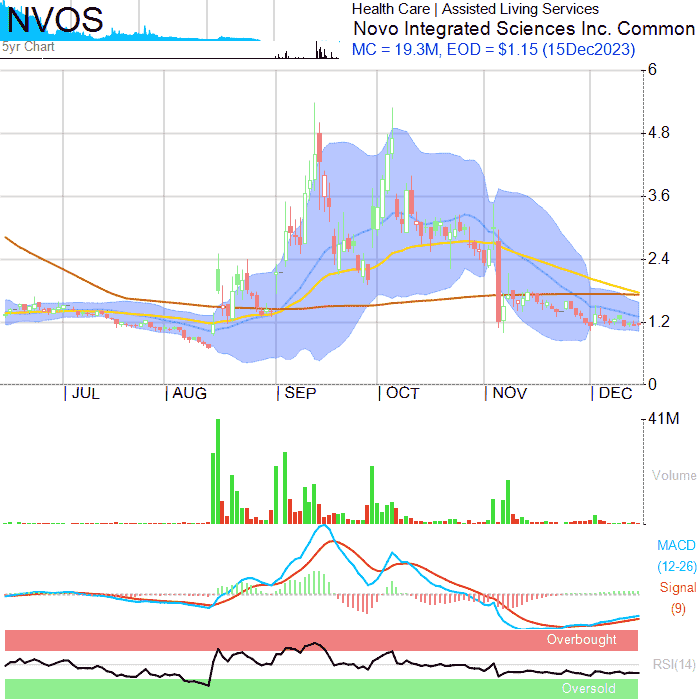 NVOS
5yr Chart
Health Care | Assisted Living Services
Novo Integrated Sciences Inc. Common
MC = 19.3M, EOD = $1.15 (15Dec2023)
6
4.8
3.6
2.4
1.2
0
JUL
AUG
SEP
OCT
NOV
DEC
41M
Volume
MACD
(12-26)
Signal
(9)
Overbought
RSI(14)
Oversold